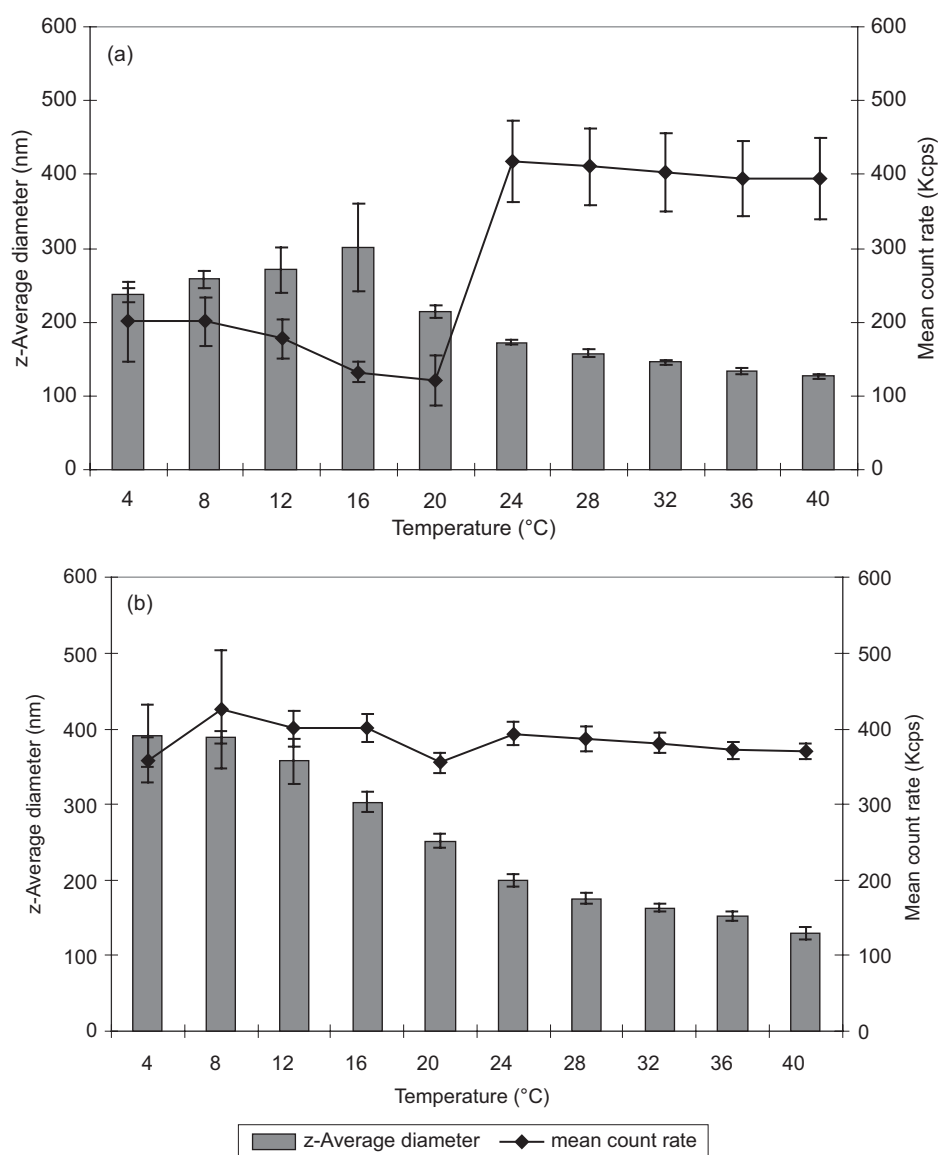 (a)
z-Average diameter (nm)
600
500
400
300
200
100
0
Mean count rate (Kcps)
600
500
400
300
200
100
0
4 8 12 16 20 24 28 32 36 40
Temperature (°C)
(b)
z-Average diameter (nm)
600
500
400
300
200
100
0
Mean count rate (Kcps)
600
500
400
300
200
100
0
4 8 12 16 20 24 28 32 36 40
Temperature (°C)
z-Average diameter mean count rate